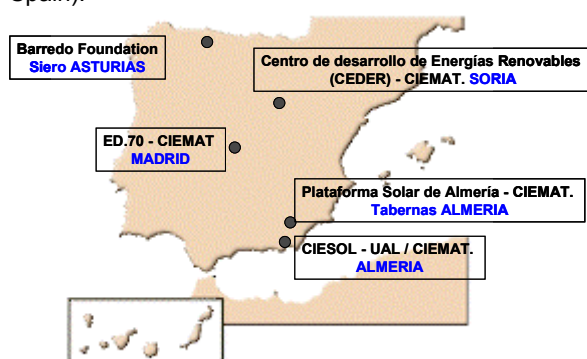 Spain).
Barredo Foundation
Siero ASTURIAS
Centro de desarrollo de Energías Renovables
(CEDER) - CIEMAT. SORIA
ED.70 - CIEMAT
MADRID
Plataforma Solar de Almería - CIEMAT.
Tabernas ALMERIA
CIESOL - UAL / CIEMAT.
ALMERIA